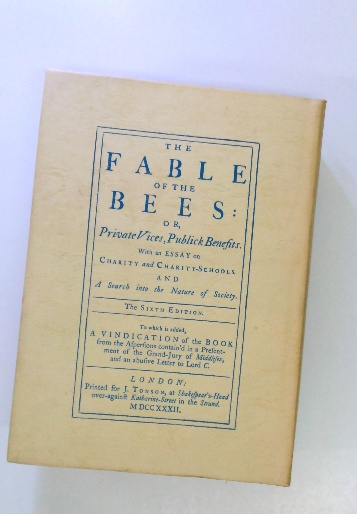 THE
FABLE
OF THE
BEES:
OR,
Private Vices, Publick Benefits.
With an ESSAY on
CHARITY and CHARITY-SCHOOLS.
AND
A Search into the Nature of Society.
The SIXTH EDITION.
To which is added,
A VINDICATION of the BOOK
from the Aſperſions contain'd in a Preſent-
ment of the Grand-Jury of Middleſex,
and an abuſive Letter to Lord C.
LONDON:
Printed for J. TONSON, at Shakeſpear's-Head
over-againſt Katharine-Street in the Strand.
MDCCXXXII.